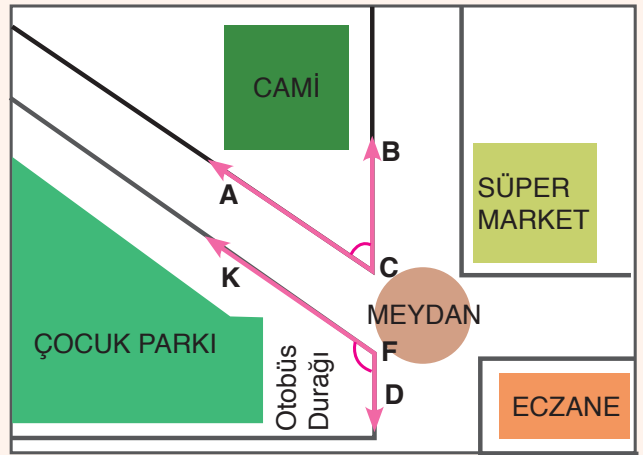 CAMİ
B
A
SÜPER
MARKET
C
K
MEYDAN
ÇOCUK PARKI
F
Otobüs
Durağı
D
ECZANE